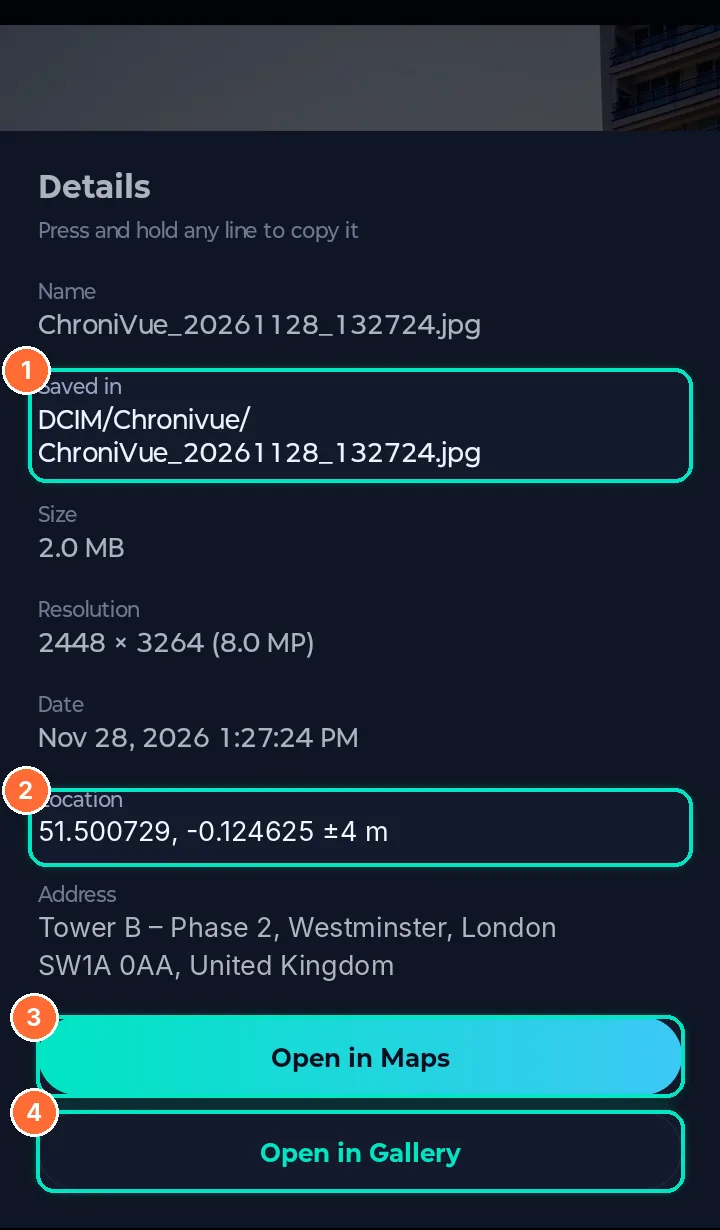 Details
Press and hold any line to copy it
Name
ChroniVue_20261128_132724.jpg
1
Saved in
DCIM/Chronivue/
ChroniVue_20261128_132724.jpg
Size
2.0 MB
Resolution
2448 × 3264 (8.0 MP)
Date
Nov 28, 2026 1:27:24 PM
2
Location
51.500729, -0.124625 ±4 m
Address
Tower B – Phase 2, Westminster, London
SW1A 0AA, United Kingdom
3
Open in Maps
4
Open in Gallery